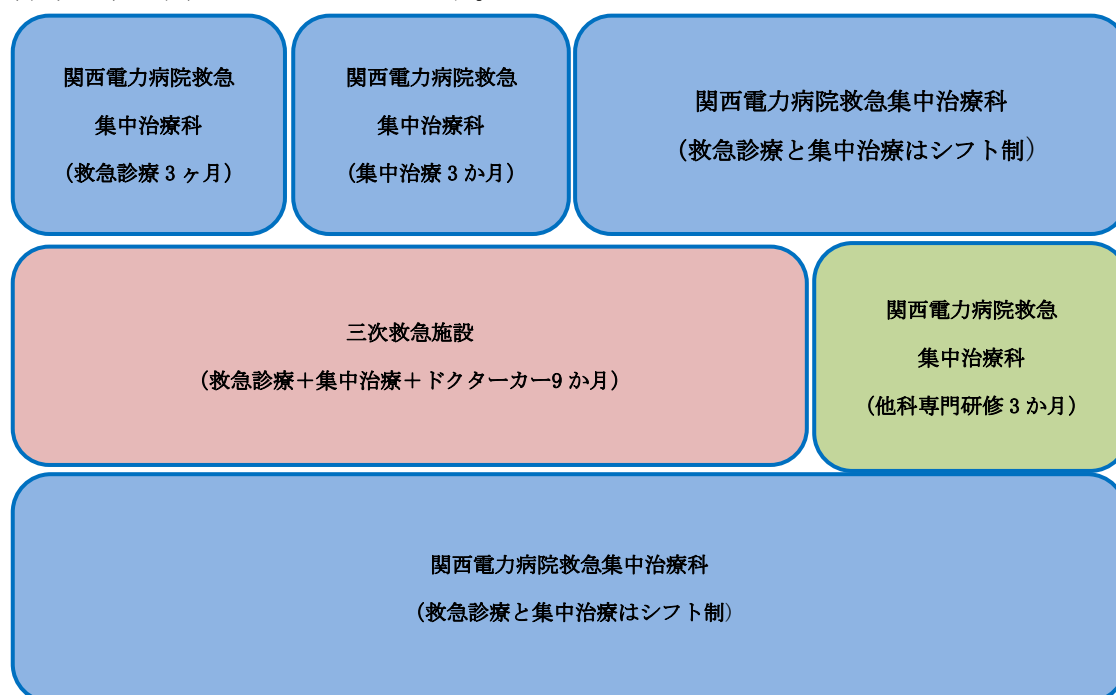 関西電力病院救急
集中治療科
（救急診療 3 ヶ月）
関西電力病院救急
集中治療科
（集中治療 3 か月）
関西電力病院救急集中治療科
（救急診療と集中治療はシフト制）
三次救急施設
（救急診療＋集中治療＋ドクターカー9 か月）
関西電力病院救急
集中治療科
（他科専門研修 3 か月）
関西電力病院救急集中治療科
（救急診療と集中治療はシフト制）